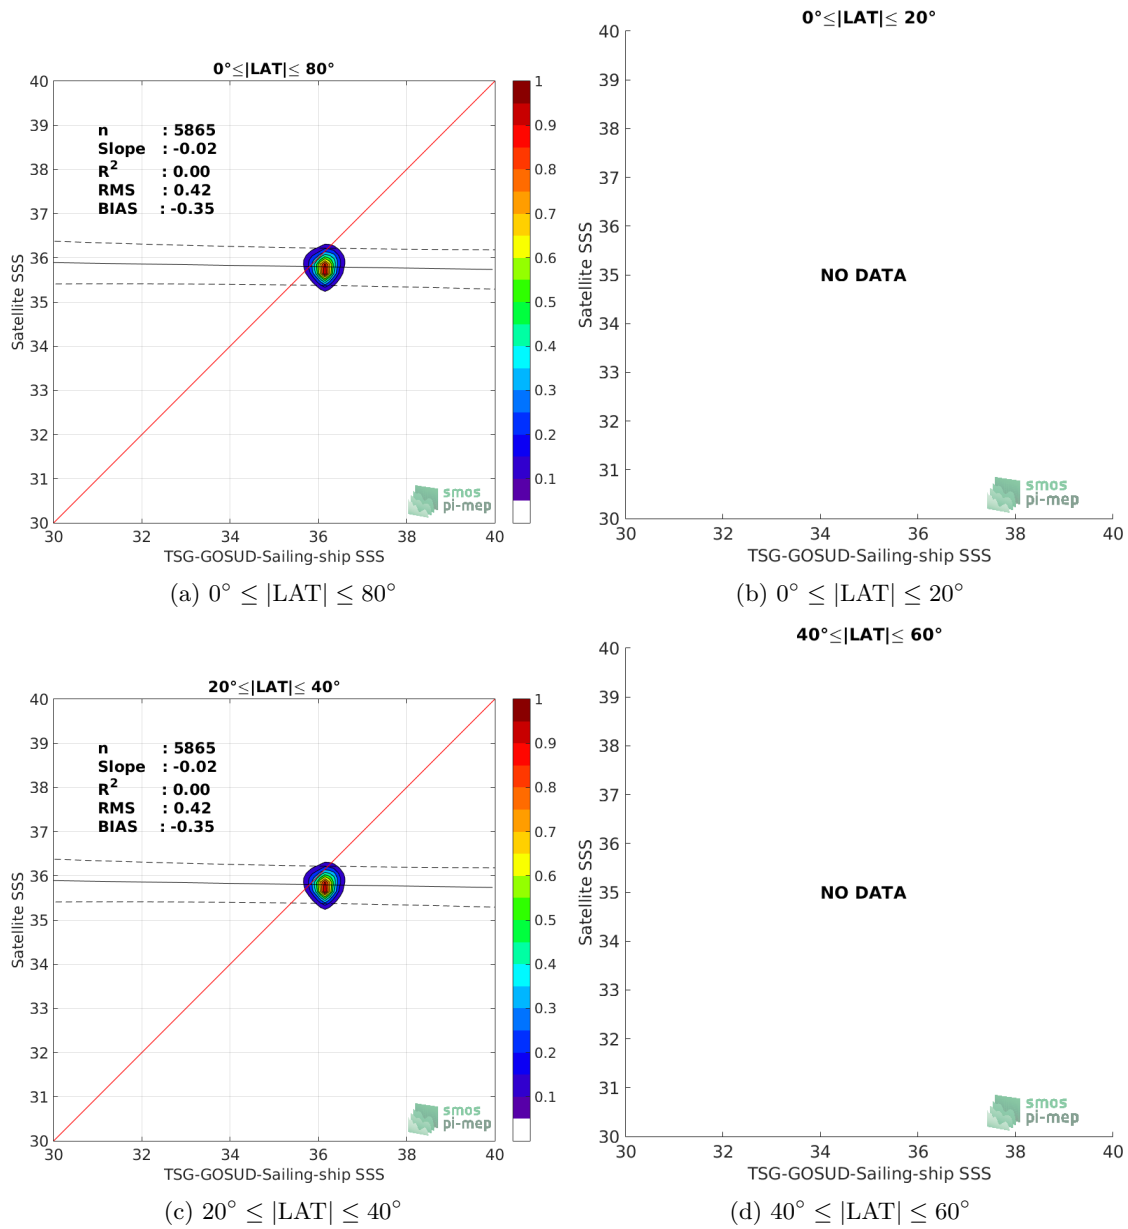 0°≤|LAT|≤ 80°
40
39
38
37
36
35
34
33
32
31
30
n : 5865
Slope : -0.02
R² : 0.00
RMS : 0.42
BIAS : -0.35
Satellite SSS
30 32 34 36 38 40
TSG-GOSUD-Sailing-ship SSS
1
0.9
0.8
0.7
0.6
0.5
0.4
0.3
0.2
0.1
smos
pi-mep
(a) 0° ≤ |LAT| ≤ 80°
0°≤|LAT|≤ 20°
40
39
38
37
36
35
34
33
32
31
30
Satellite SSS
NO DATA
30 32 34 36 38 40
TSG-GOSUD-Sailing-ship SSS
smos
pi-mep
(b) 0° ≤ |LAT| ≤ 20°
20°≤|LAT|≤ 40°
40
39
38
37
36
35
34
33
32
31
30
n : 5865
Slope : -0.02
R² : 0.00
RMS : 0.42
BIAS : -0.35
Satellite SSS
30 32 34 36 38 40
TSG-GOSUD-Sailing-ship SSS
1
0.9
0.8
0.7
0.6
0.5
0.4
0.3
0.2
0.1
smos
pi-mep
(c) 20° ≤ |LAT| ≤ 40°
40°≤|LAT|≤ 60°
40
39
38
37
36
35
34
33
32
31
30
Satellite SSS
NO DATA
30 32 34 36 38 40
TSG-GOSUD-Sailing-ship SSS
smos
pi-mep
(d) 40° ≤ |LAT| ≤ 60°